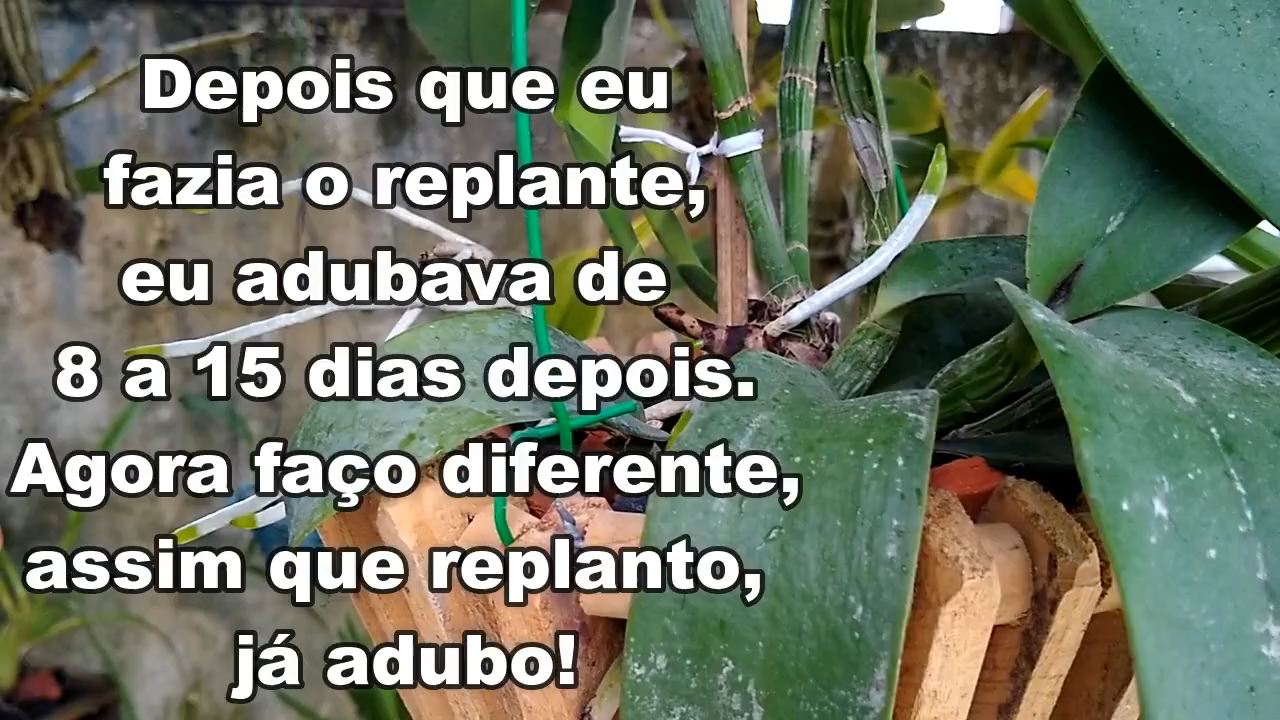 Depois que eu
fazia o replante,
eu adubava de
8 a 15 dias depois.
Agora faço diferente,
assim que replanto,
já adubo!